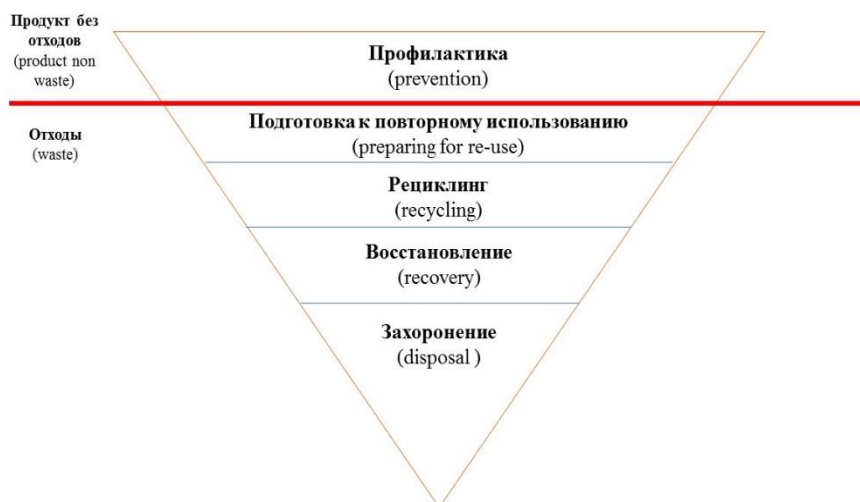 Продукт без
отходов
(product non
waste)
Профилактика
(prevention)
Отходы
(waste)
Подготовка к повторному использованию
(preparing for re-use)
Рециклинг
(recycling)
Восстановление
(recovery)
Захоронение
(disposal )